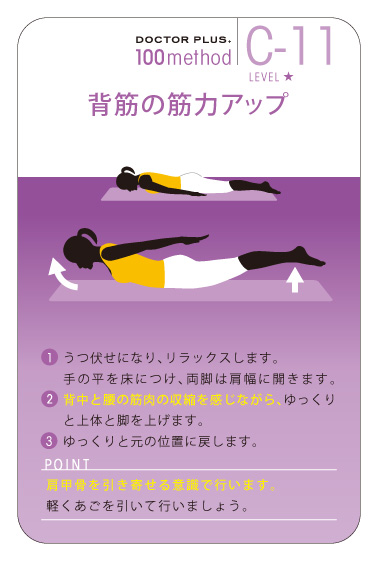 DOCTOR PLUS.
100method
C-11
LEVEL ★
背筋の筋力アップ
1 うつ伏せになり、リラックスします。
手の平を床につけ、両脚は肩幅に開きます。
2 背中と腰の筋肉の収縮を感じながら、ゆっくり
と上体と脚を上げます。
3 ゆっくりと元の位置に戻します。
POINT
肩甲骨を引き寄せる意識で行います。
軽くあごを引いて行いましょう。